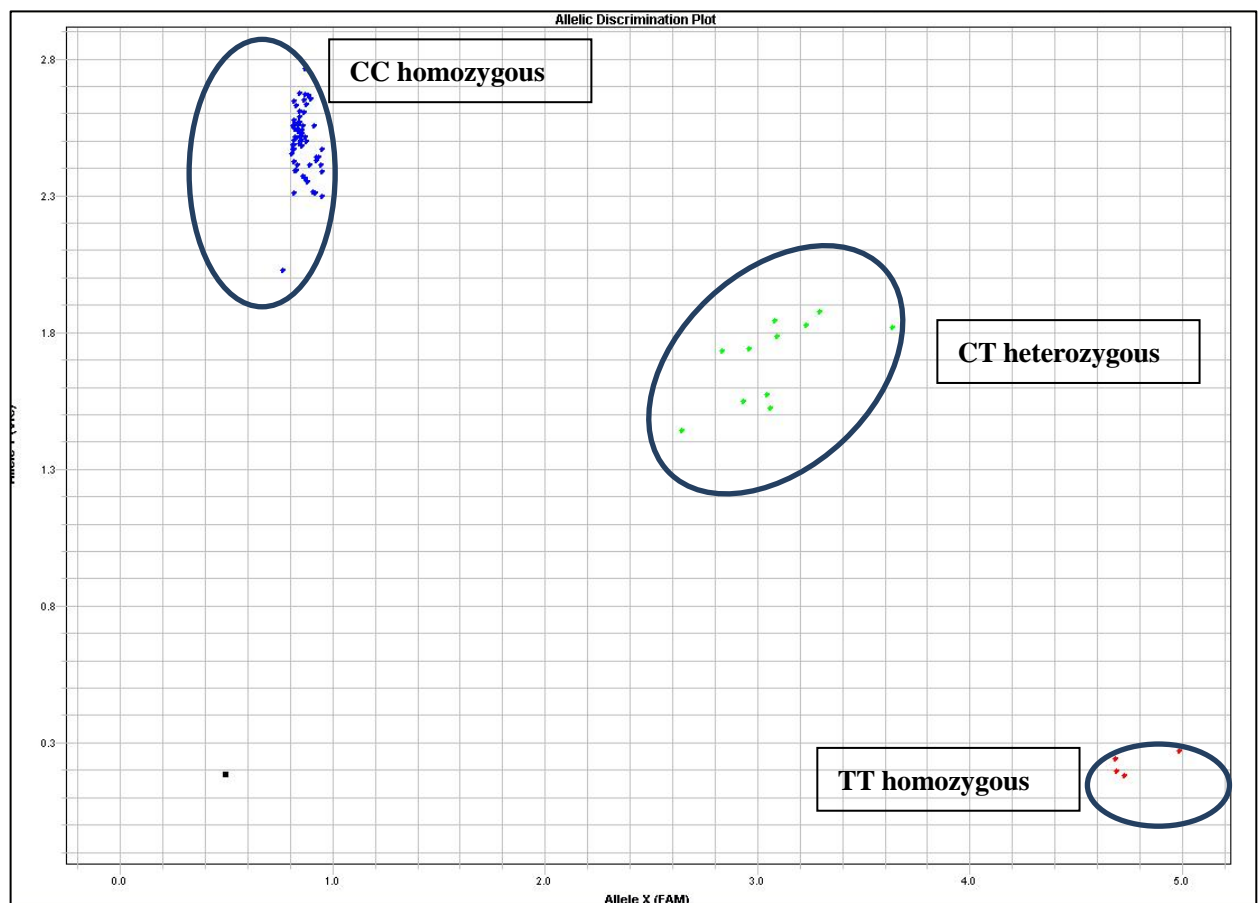 Allelic Discrimination Plot
CC homozygous
2.8
2.3
1.8
CT heterozygous
1.3
0.8
0.3
TT homozygous
0.0 1.0 2.0 3.0 4.0 5.0
Allele X (FAM)